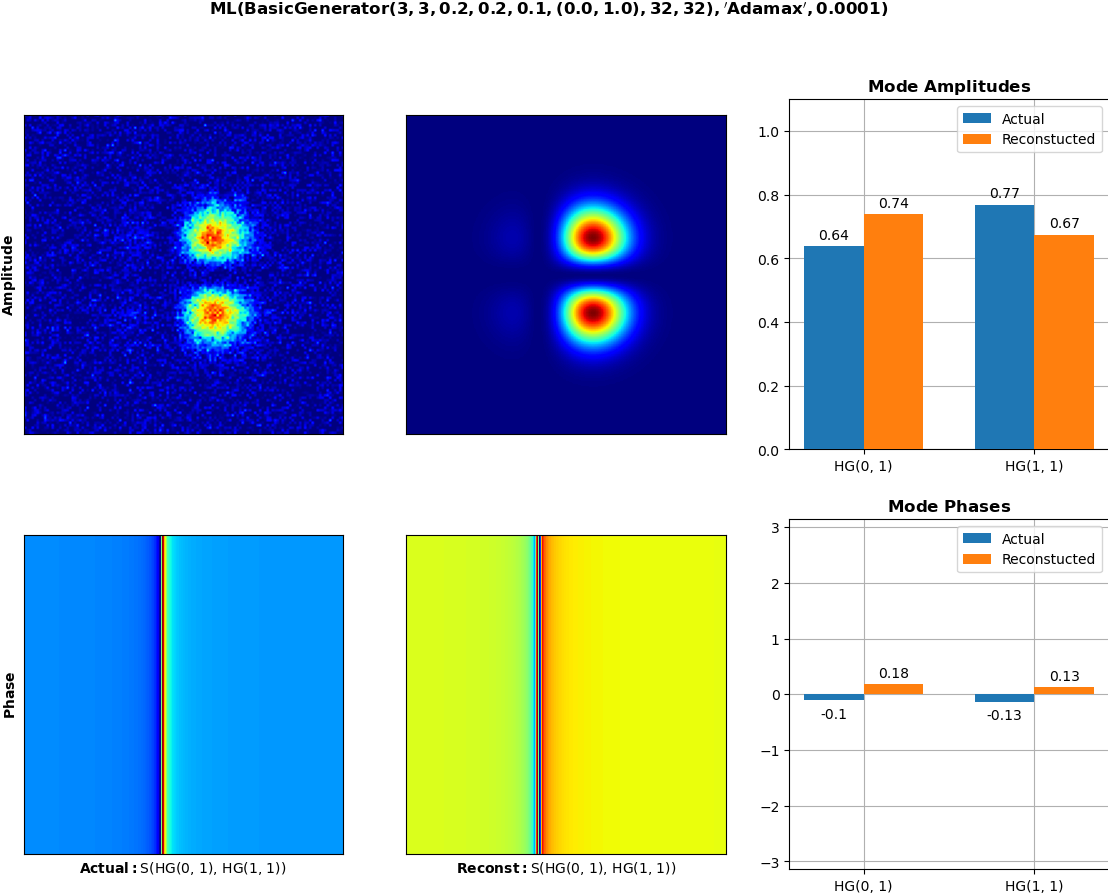 ML(BasicGenerator(3, 3, 0.2, 0.2, 0.1, (0.0, 1.0), 32, 32), ′Adamax′, 0.0001)
Amplitude
Mode Amplitudes
Actual
Reconstucted
1.0
0.8
0.6
0.4
0.2
0.0
0.64
0.74
0.77
0.67
HG(0, 1)
HG(1, 1)
Phase
Actual: S(HG(0, 1), HG(1, 1))
Reconst: S(HG(0, 1), HG(1, 1))
Mode Phases
Actual
Reconstucted
3
2
1
0
−1
−2
−3
-0.1
0.18
-0.13
0.13
HG(0, 1)
HG(1, 1)